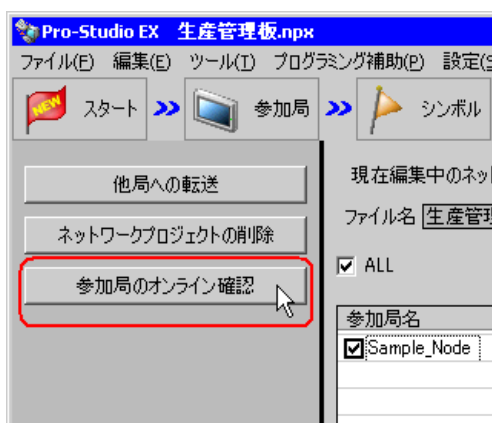 Pro-Studio EX 生産管理板.npx
ファイル(F) 編集(E) ツール(T) プログラミング補助(P) 設定(S
NEW スタート 参加局 シンボル
他局への転送
ネットワークプロジェクトの削除
参加局のオンライン確認
現在編集中のネッ
ファイル名 生産管理
ALL
参加局名
Sample_Node